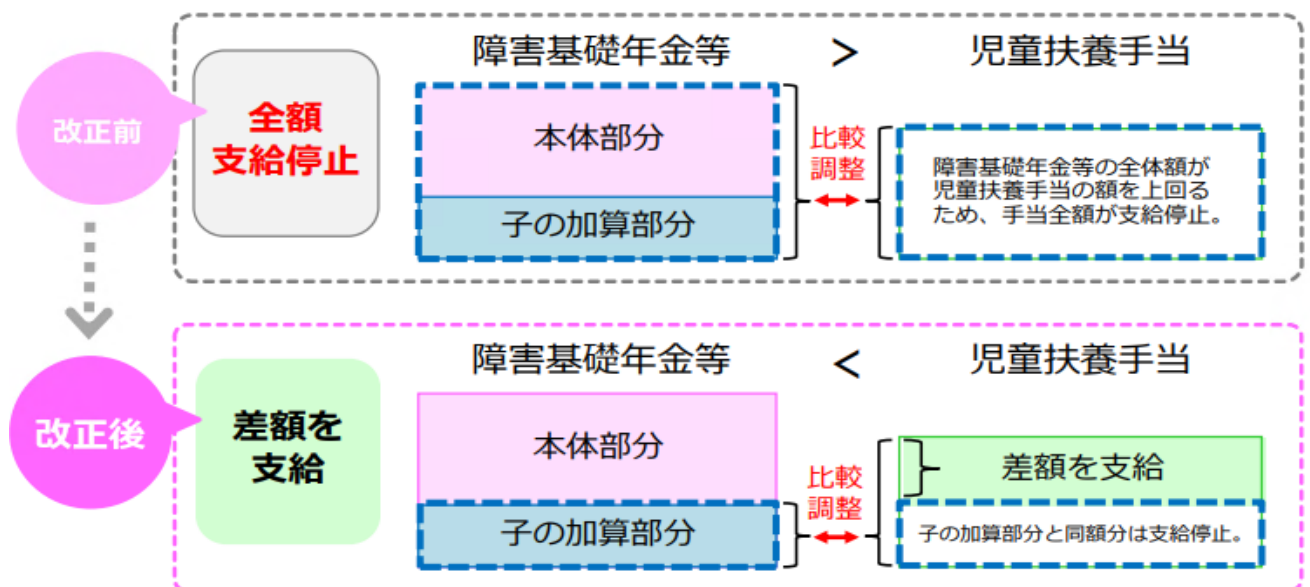 障害基礎年金等 > 児童扶養手当
改正前
全額
支給停止
本体部分
子の加算部分
比較
調整
障害基礎年金等の全体額が
児童扶養手当の額を上回る
ため、手当全額が支給停止。
障害基礎年金等 < 児童扶養手当
改正後
差額を
支給
本体部分
子の加算部分
比較
調整
差額を支給
子の加算部分と同額分は支給停止。